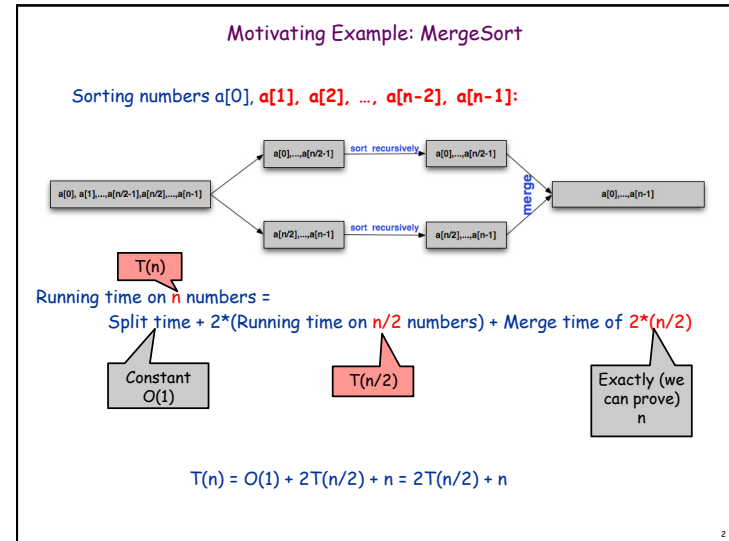 Motivating Example: MergeSort
Sorting numbers a[0], a[1], a[2], …, a[n-2], a[n-1]:
a[0], a[1],...,a[n/2-1],a[n/2],...,a[n-1]
a[0],...,a[n/2-1]
sort recursively
a[0],...,a[n/2-1]
a[n/2],...,a[n-1]
sort recursively
a[n/2],...,a[n-1]
merge
a[0],...,a[n-1]
T(n)
Running time on n numbers =
Split time + 2*(Running time on n/2 numbers) + Merge time of 2*(n/2)
Constant
O(1)
T(n/2)
Exactly (we
can prove)
n
T(n) = O(1) + 2T(n/2) + n = 2T(n/2) + n
2